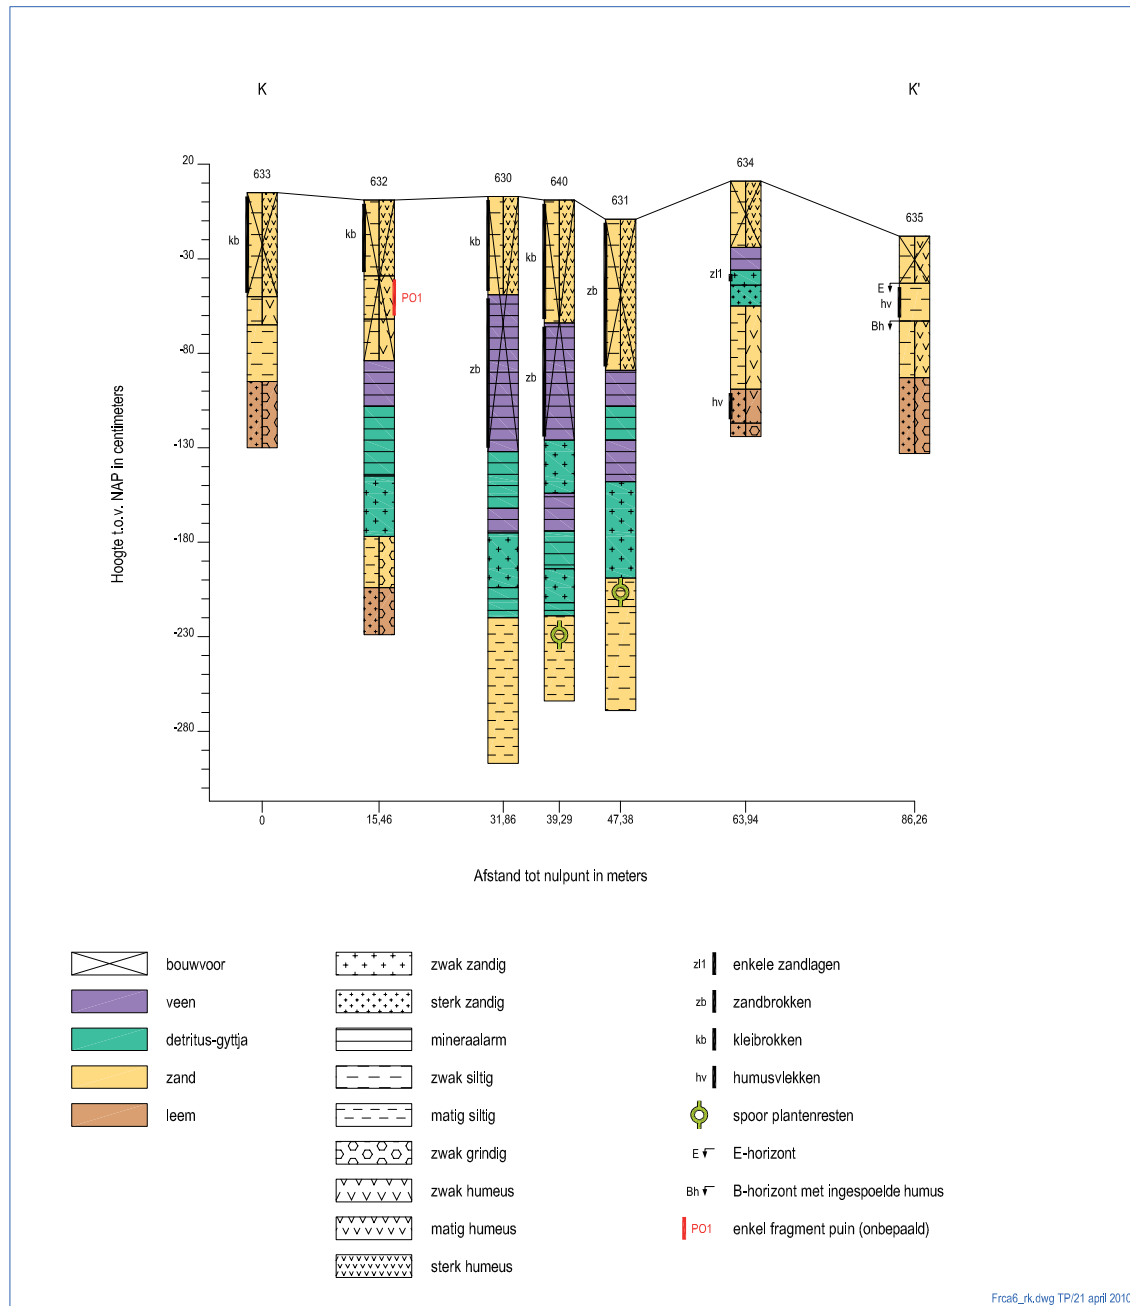 K K'
633 632 630 640 631 634 635
Hoogte t.o.v. NAP in centimeters
20
-30
-80
-130
-180
-230
-280
kb
kb
PO1
kb
zb
kb
zb
zb
zl1
hv
E
hv
Bh
0 15,46 31,86 39,29 47,38 63,94 86,26
Afstand tot nulpunt in meters
bouwvoor
veen
detritus-gyttja
zand
leem
zwak zandig
sterk zandig
mineraalarm
zwak siltig
matig siltig
zwak grindig
zwak humeus
matig humeus
sterk humeus
zl1 enkele zandlagen
zb zandbrokken
kb kleibrokken
hv humusvlekken
spoor plantenresten
E E-horizont
Bh B-horizont met ingespoelde humus
PO1 enkel fragment puin (onbepaald)
Frca6_rk.dwg TP/21 april 2010